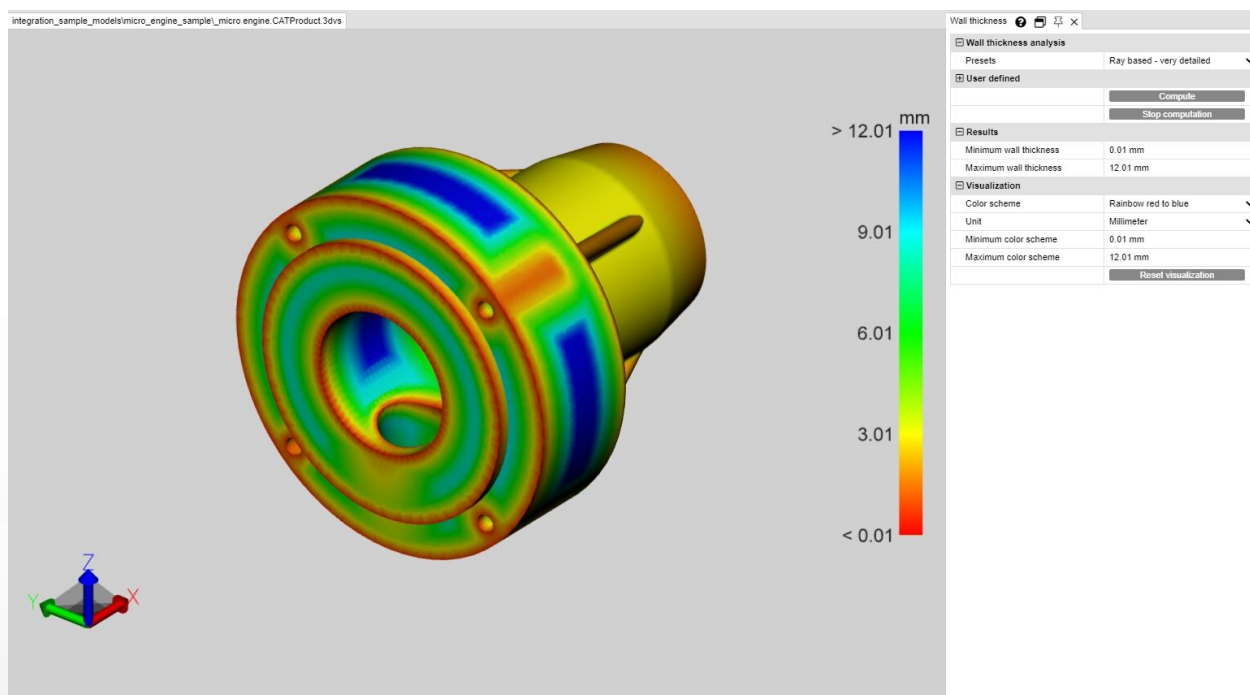 integration_sample_models\micro_engine_sample\_micro engine.CATProduct.3dvs
mm
> 12.01
9.01
6.01
3.01
< 0.01
Z
Y
X
Wall thickness
Wall thickness analysis
Presets Ray based - very detailed
User defined
Compute
Stop computation
Results
Minimum wall thickness 0.01 mm
Maximum wall thickness 12.01 mm
Visualization
Color scheme Rainbow red to blue
Unit Millimeter
Minimum color scheme 0.01 mm
Maximum color scheme 12.01 mm
Reset visualization